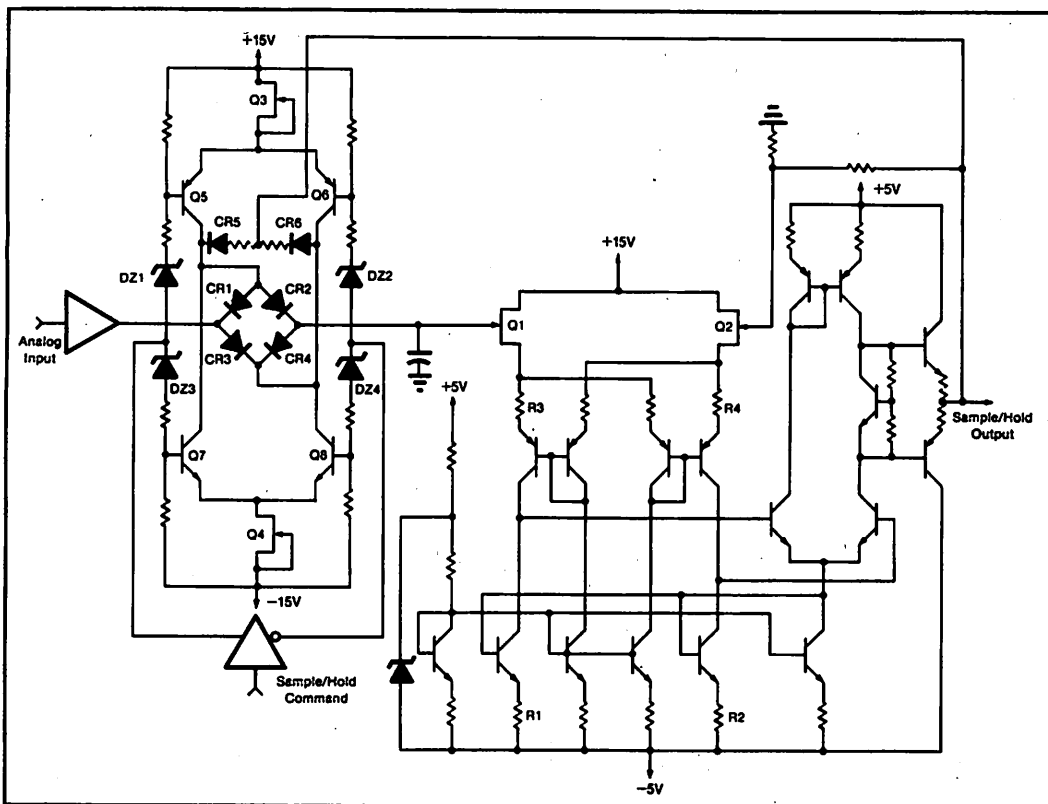 +15V
Q3
Q5
Q6
CR5
CR6
DZ1
DZ2
CR1
CR2
CR3
CR4
Analog
Input
DZ3
DZ4
Q7
Q8
Q4
−15V
Sample/Hold
Command
+15V
Q1
Q2
+5V
R3
R4
+5V
Sample/Hold
Output
R1
R2
−5V